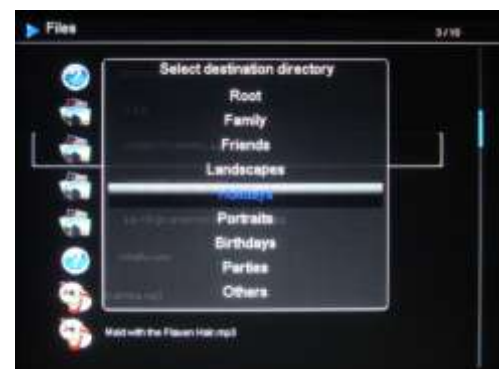 Files
3/10
Select destination directory
Root
Family
Friends
Landscapes
Holidays
Portraits
Birthdays
Parties
Others
Maid with the Flaxen Hair.mp3